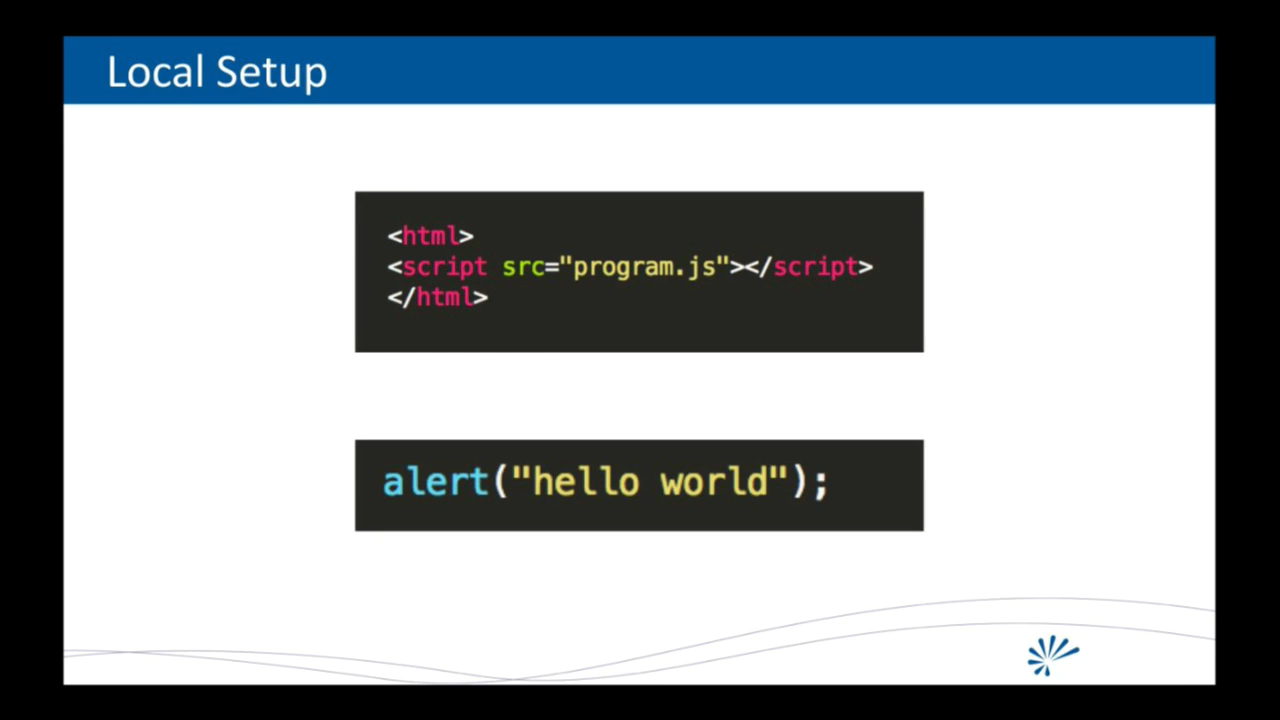 Local Setup
<html>
<script src="program.js"></script>
</html>
alert("hello world");